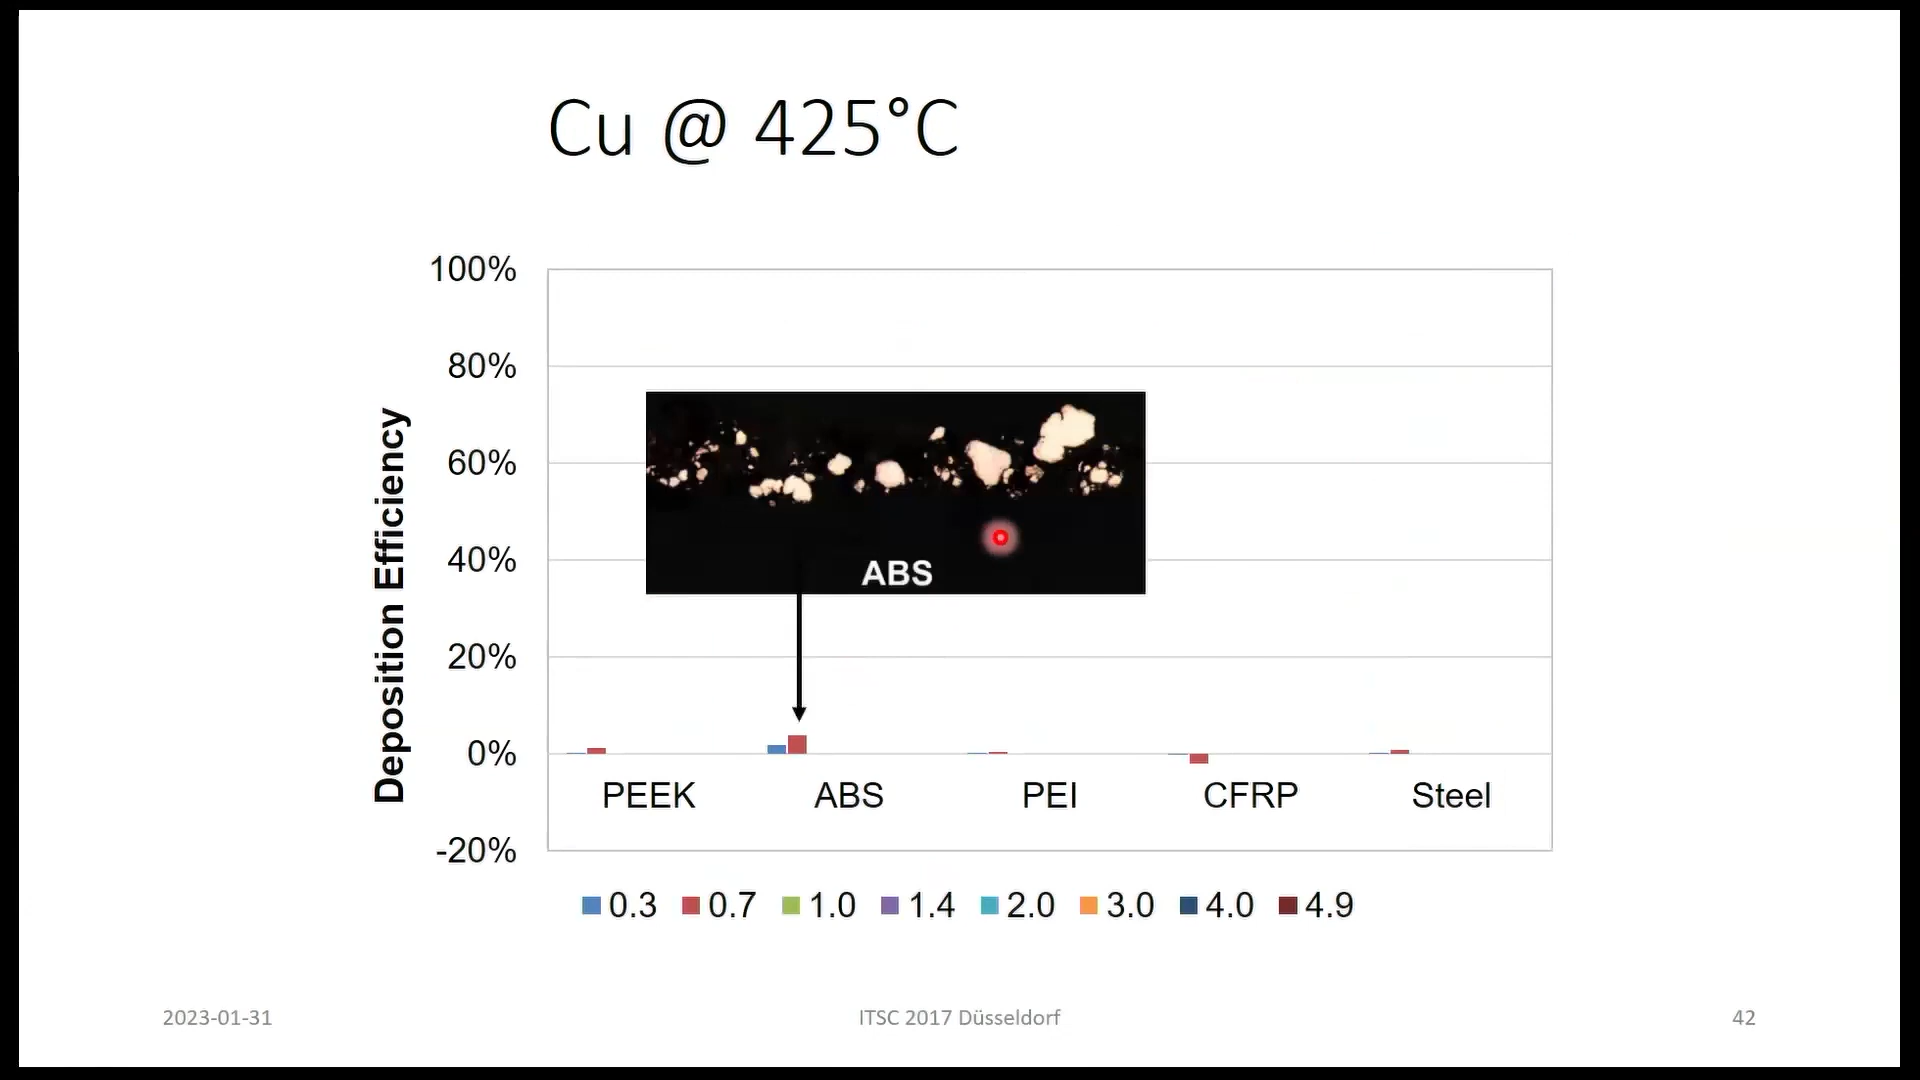 Cu @ 425°C
Deposition Efficiency
100%
80%
60%
40%
20%
0%
-20%
ABS
PEEK ABS PEI CFRP Steel
0.3 0.7 1.0 1.4 2.0 3.0 4.0 4.9
2023-01-31 ITSC 2017 Düsseldorf 42